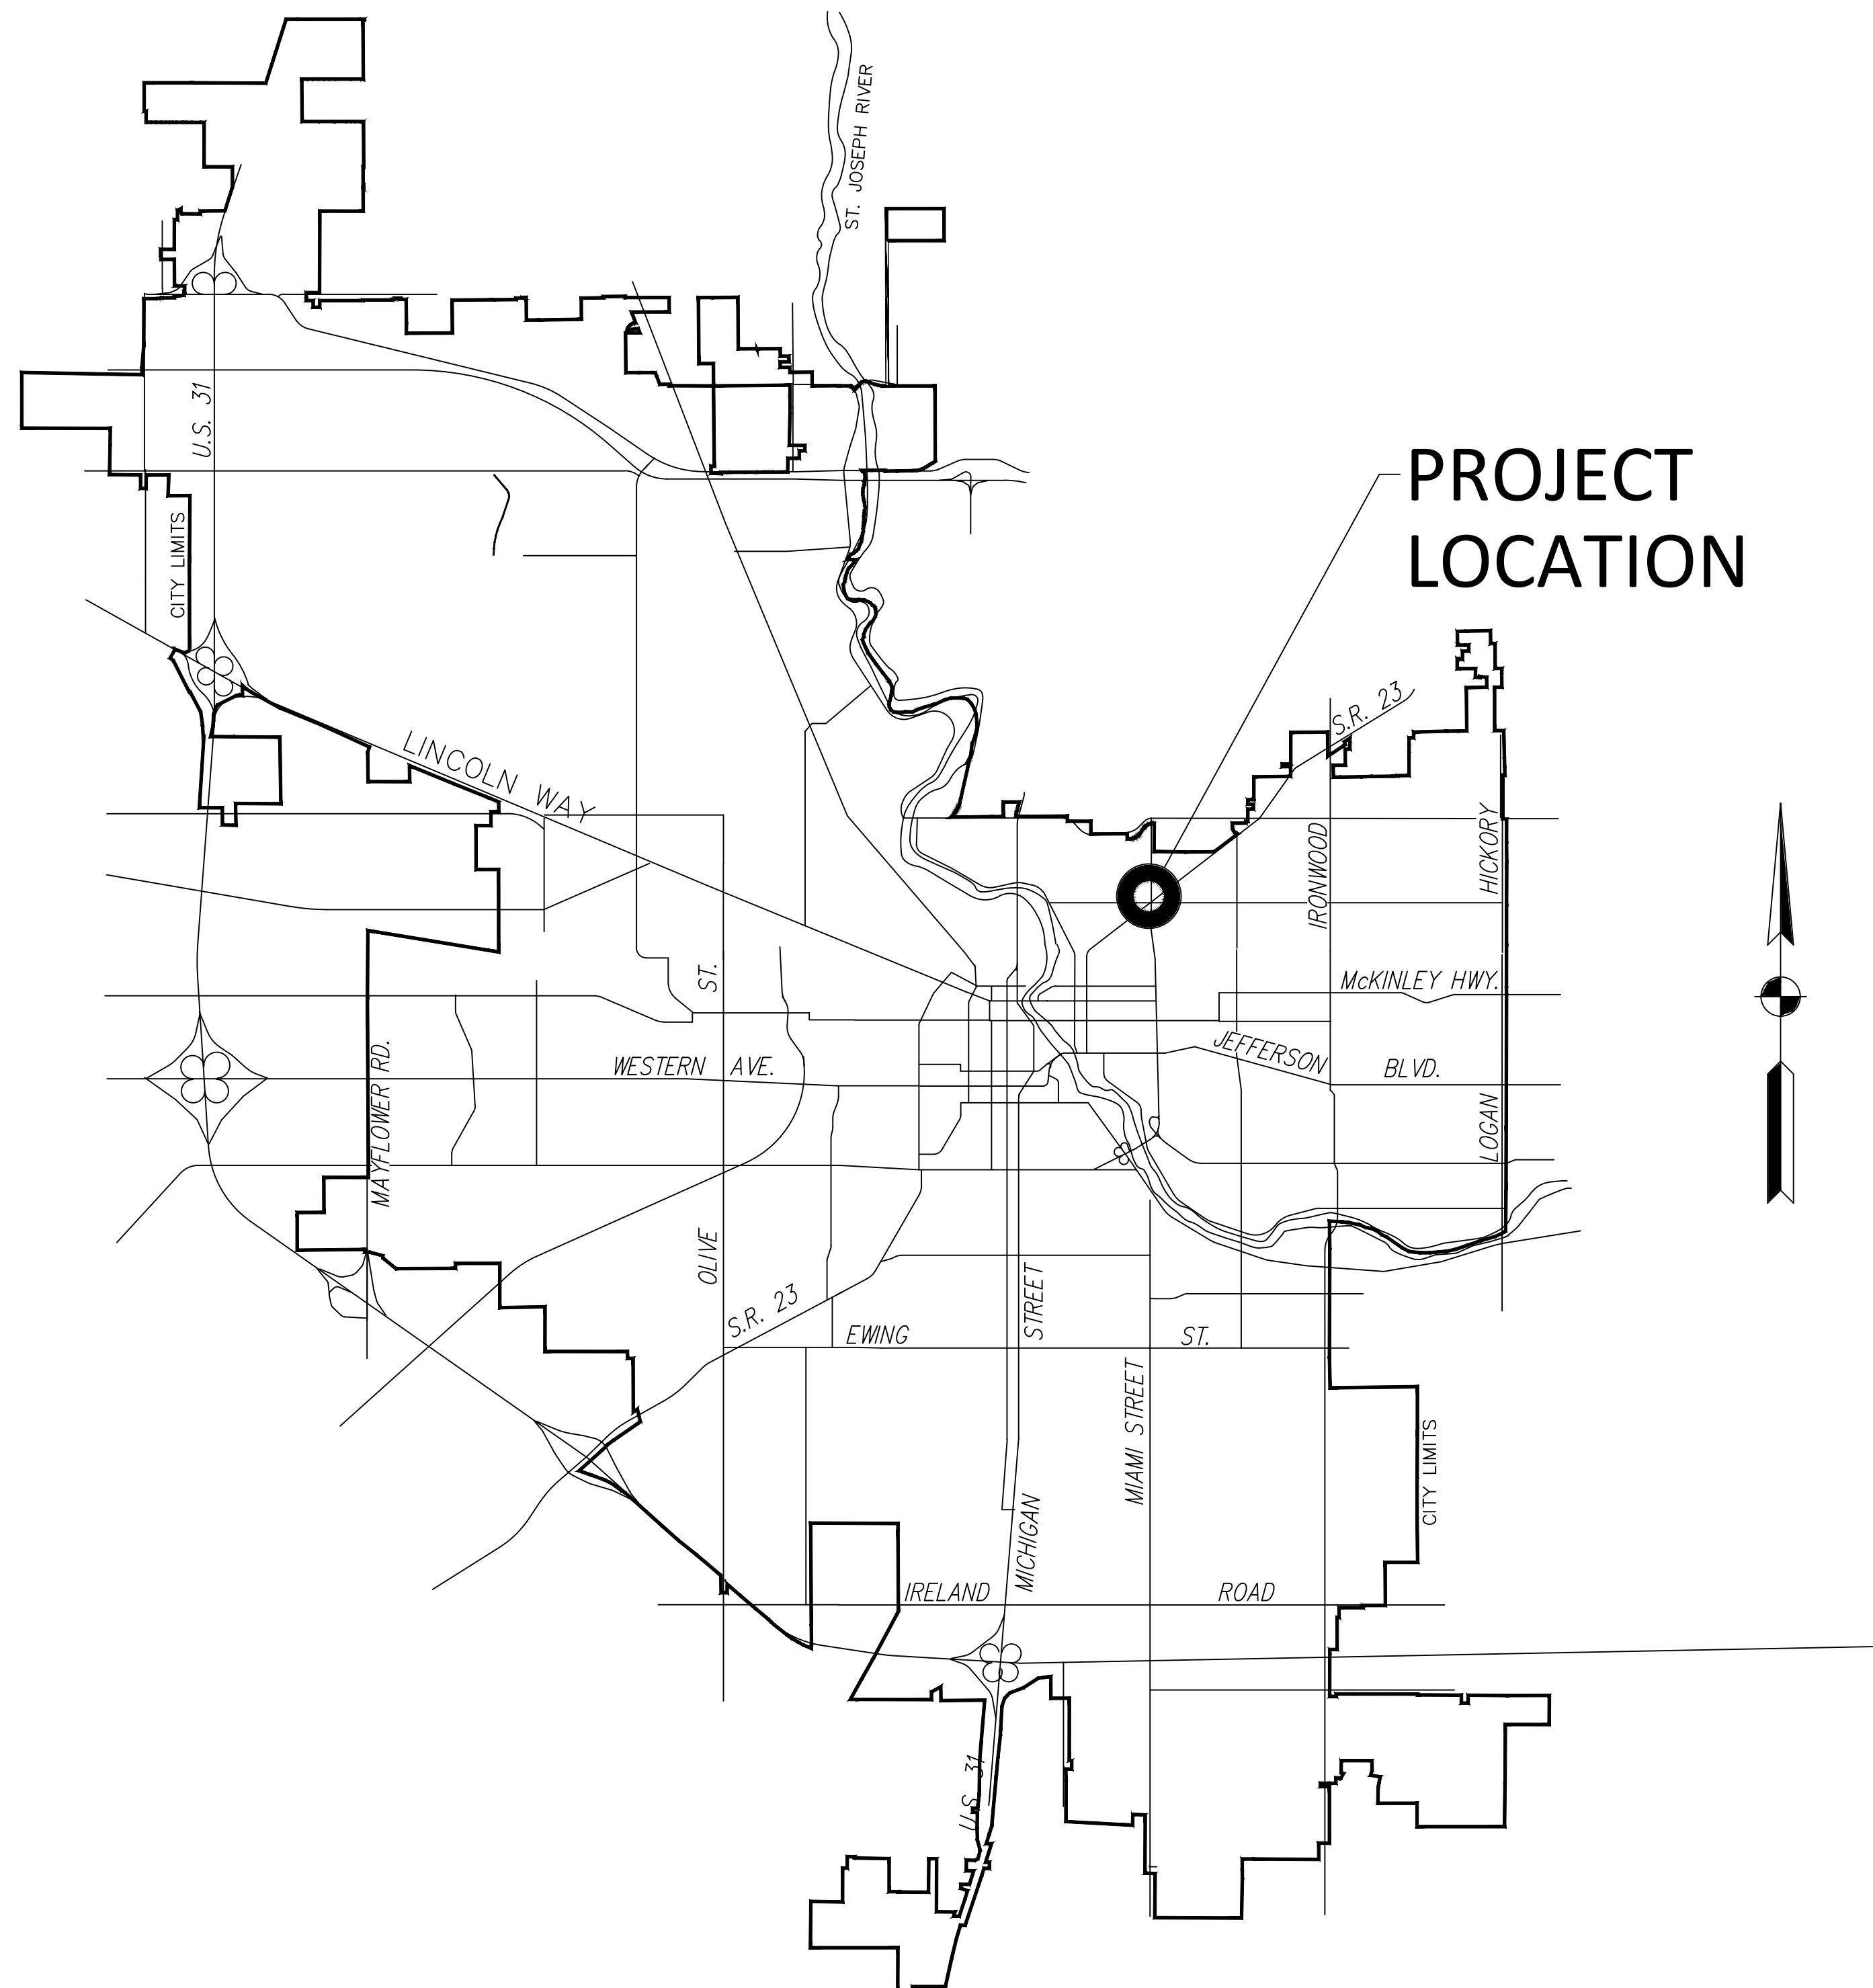 ST. JOSEPH RIVER
U.S. 31
PROJECT
LOCATION
CITY LIMITS
S.R. 23
LINCOLN WAY
IRONWOOD
HICKORY
ST.
McKINLEY HWY.
MAYFLOWER RD.
WESTERN AVE.
JEFFERSON
BLVD.
LOGAN
OLIVE
S.R. 23
STREET
EWING
ST.
MIAMI STREET
CITY LIMITS
MICHIGAN
IRELAND
ROAD
U.S. 31